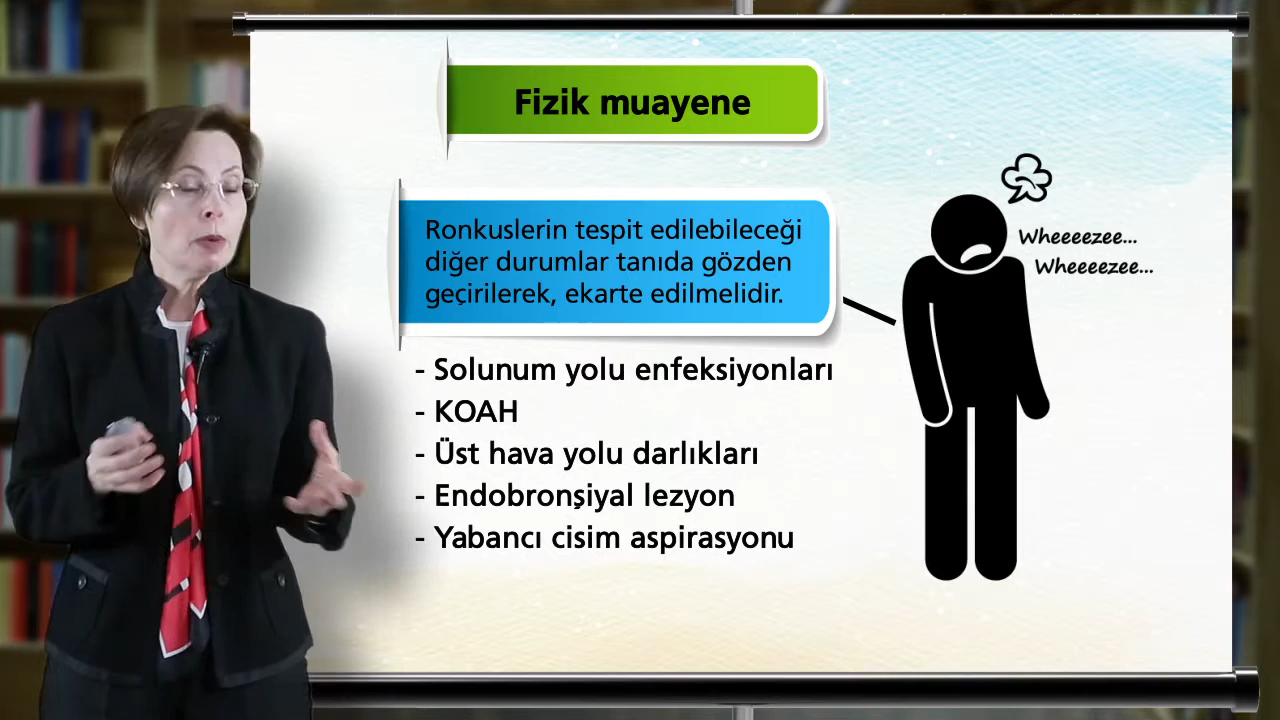 Fizik muayene
Ronkuslerin tespit edilebileceği
diğer durumlar tanıda gözden
geçirilerek, ekarte edilmelidir.
Wheeeezee...
Wheeeezee...
- Solunum yolu enfeksiyonları
- KOAH
- Üst hava yolu darlıkları
- Endobronşiyal lezyon
- Yabancı cisim aspirasyonu